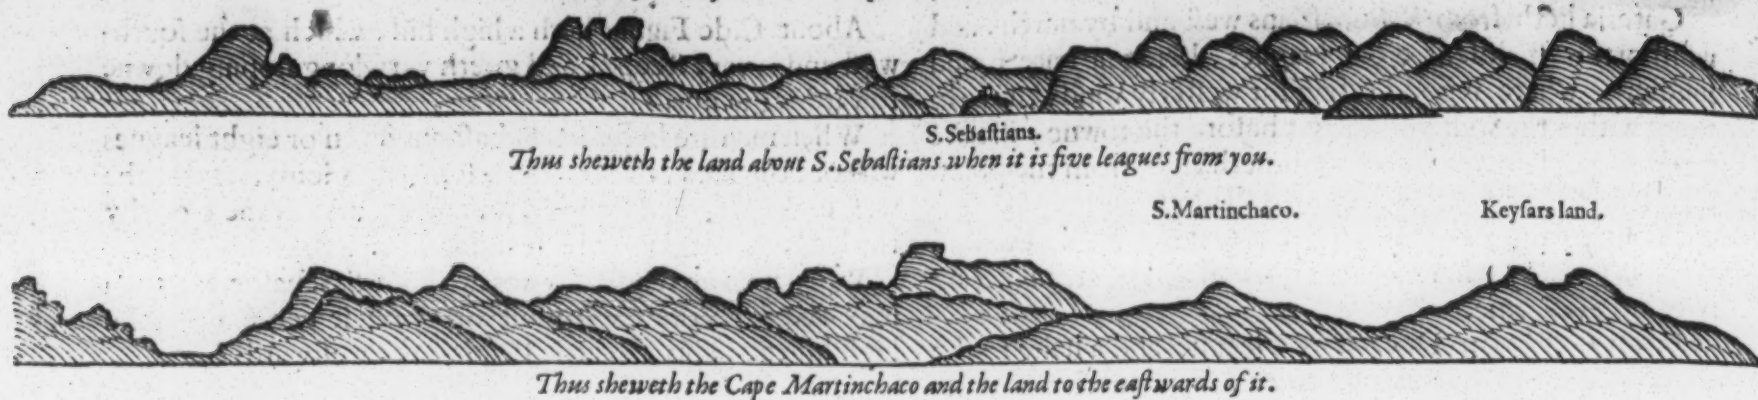 S.Sebaſtians.
Thus sheweth the land about S.Sebaſtians when it is five leagues from you.
S.Martinchaco. Keyſars land.
Thus sheweth the Cape Martinchaco and the land to the eaſtwards of it.